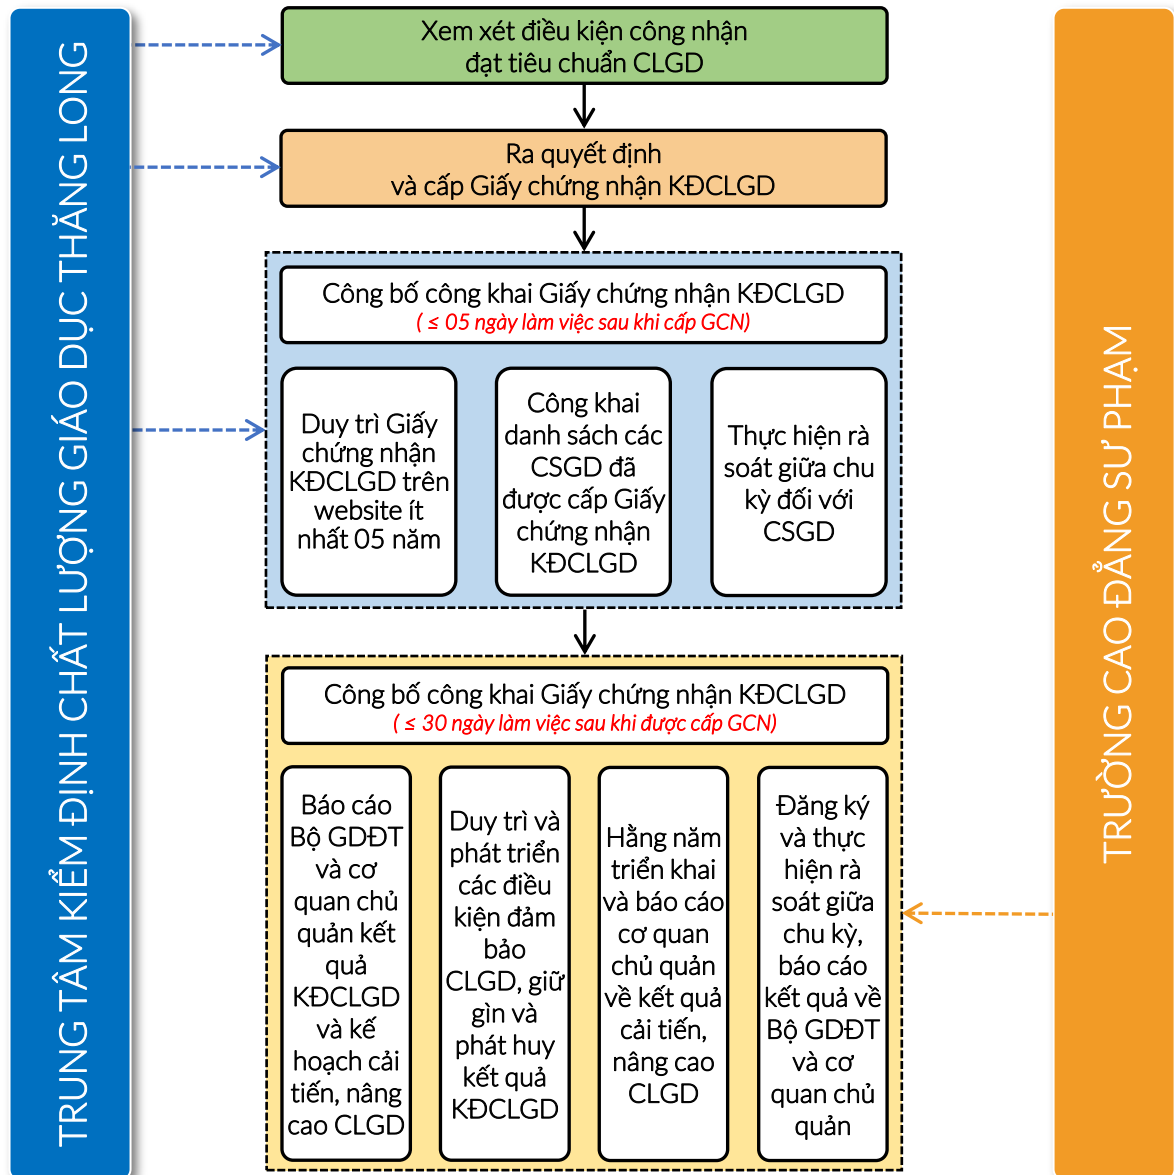 TRUNG TÂM KIỂM ĐỊNH CHẤT LƯỢNG GIÁO DỤC THĂNG LONG
Xem xét điều kiện công nhận
đạt tiêu chuẩn CLGD
Ra quyết định
và cấp Giấy chứng nhận KĐCLGD
Công bố công khai Giấy chứng nhận KĐCLGD
( ≤ 05 ngày làm việc sau khi cấp GCN)
Duy trì Giấy
chứng nhận
KĐCLGD trên
website ít
nhất 05 năm
Công khai
danh sách các
CSGD đã
được cấp Giấy
chứng nhận
KĐCLGD
Thực hiện rà
soát giữa chu
kỳ đối với
CSGD
Công bố công khai Giấy chứng nhận KĐCLGD
( ≤ 30 ngày làm việc sau khi được cấp GCN)
Báo cáo
Bộ GDĐT
và cơ
quan chủ
quản kết
quả
KĐCLGD
và kế
hoạch cải
tiến, nâng
cao CLGD
Duy trì và
phát triển
các điều
kiện đảm
bảo
CLGD, giữ
gìn và
phát huy
kết quả
KĐCLGD
Hằng năm
triển khai
và báo cáo
cơ quan
chủ quản
về kết quả
cải tiến,
nâng cao
CLGD
Đăng ký
và thực
hiện rà
soát giữa
chu kỳ,
báo cáo
kết quả về
Bộ GDĐT
và cơ
quan chủ
quản
TRƯỜNG CAO ĐẲNG SƯ PHẠM